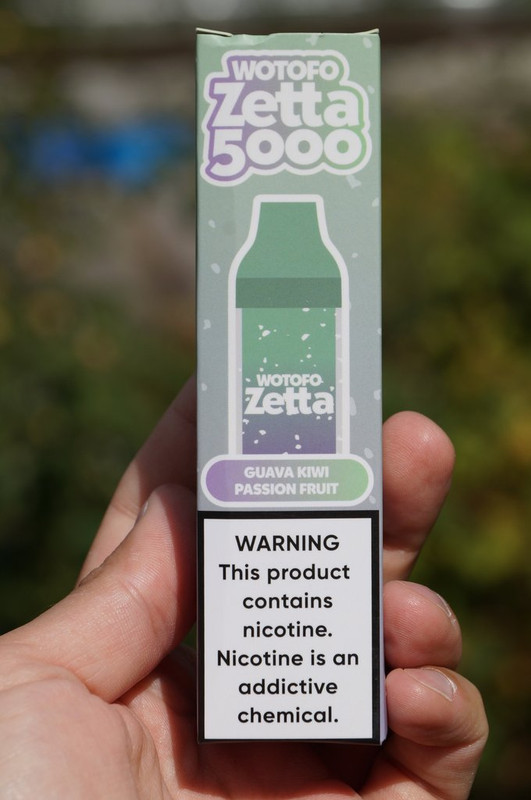 WOTOFO
Zetta
5000
WOTOFO
Zetta
GUAVA KIWI
PASSION FRUIT
WARNING
This product
contains
nicotine.
Nicotine is an
addictive
chemical.